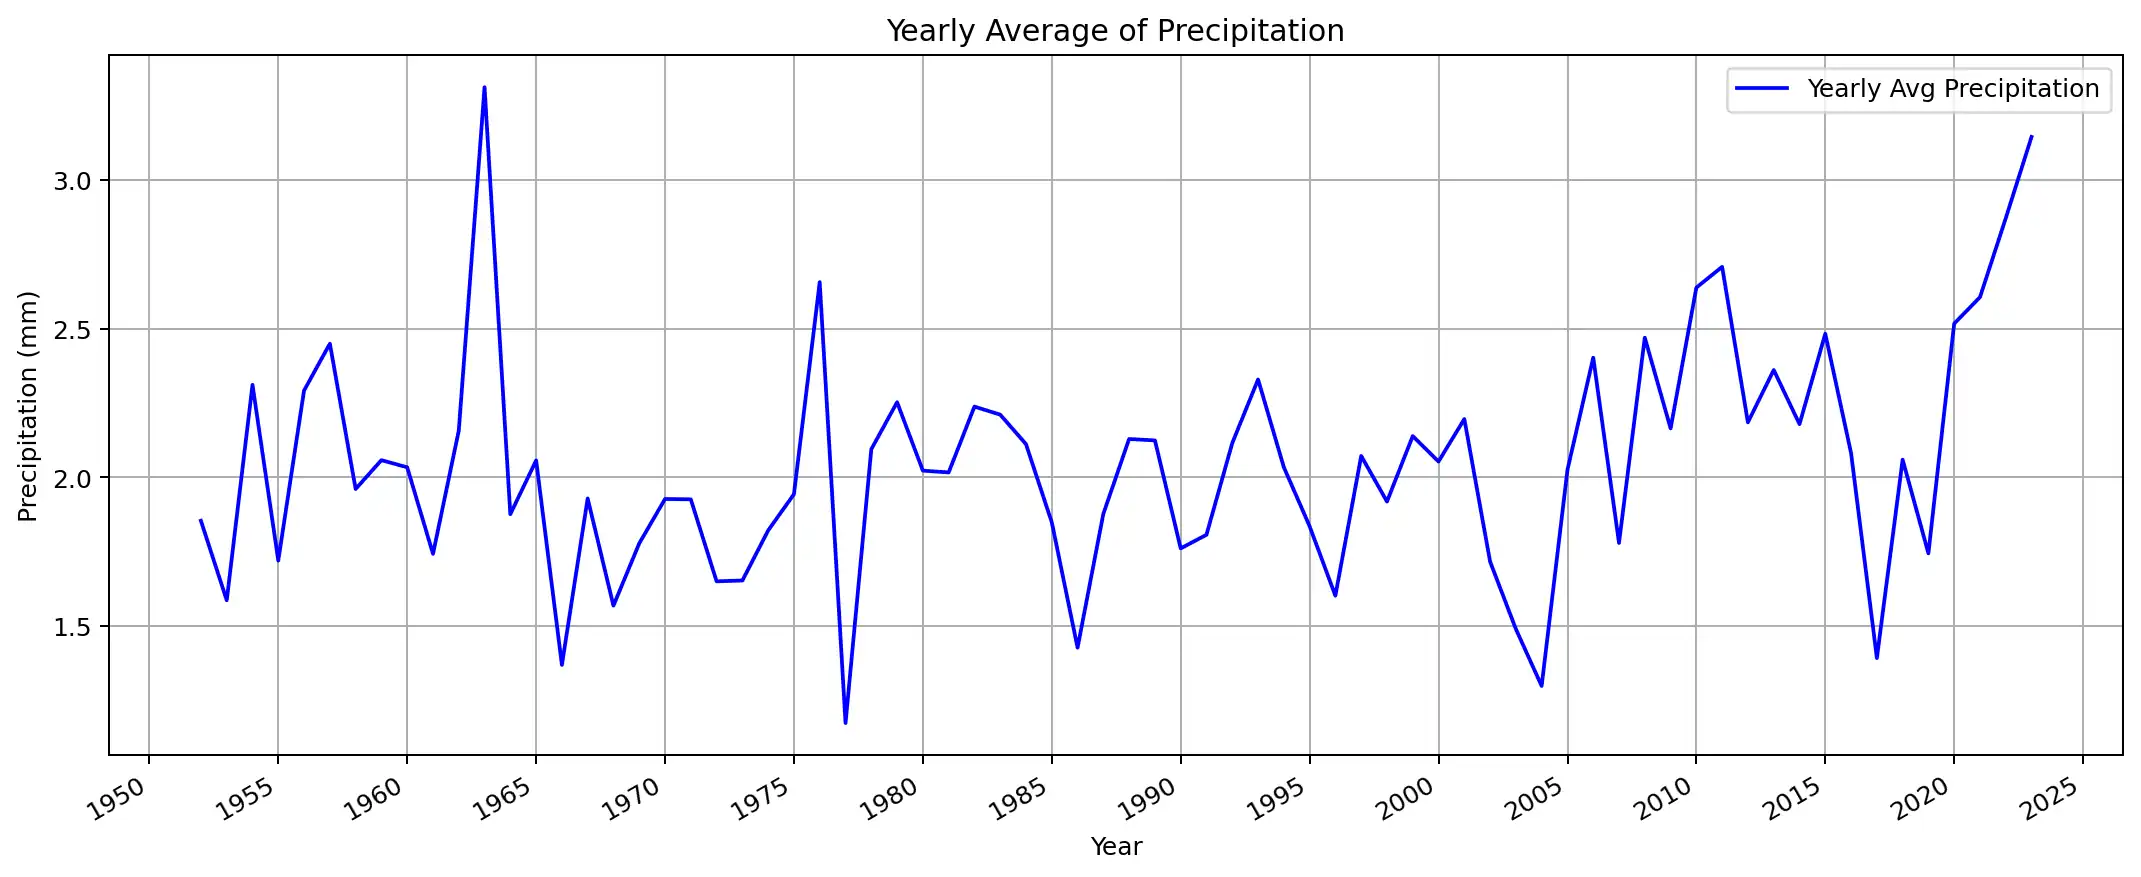 Yearly Average of Precipitation
Yearly Avg Precipitation
Precipitation (mm)
3.0
2.5
2.0
1.5
1950 1955 1960 1965 1970 1975 1980 1985 1990 1995 2000 2005 2010 2015 2020 2025
Year